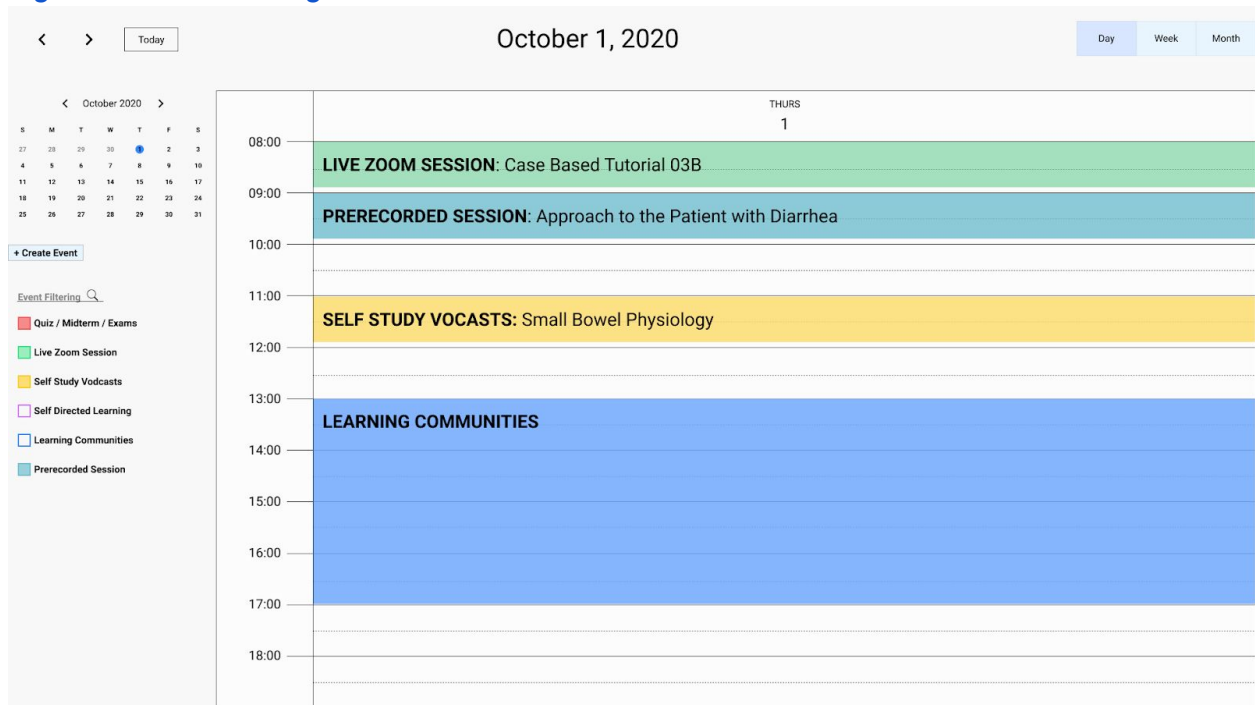 Today
October 1, 2020
Day Week Month
October 2020
S M T W T F S
27 28 29 30 1 2 3
4 5 6 7 8 9 10
11 12 13 14 15 16 17
18 19 20 21 22 23 24
25 26 27 28 29 30 31
+ Create Event
Event Filtering
Quiz / Midterm / Exams
Live Zoom Session
Self Study Vodcasts
Self Directed Learning
Learning Communities
Prerecorded Session
THURS
1
08:00
LIVE ZOOM SESSION: Case Based Tutorial 03B
09:00
PRERECORDED SESSION: Approach to the Patient with Diarrhea
10:00
11:00
SELF STUDY VOCASTS: Small Bowel Physiology
12:00
13:00
LEARNING COMMUNITIES
14:00
15:00
16:00
17:00
18:00